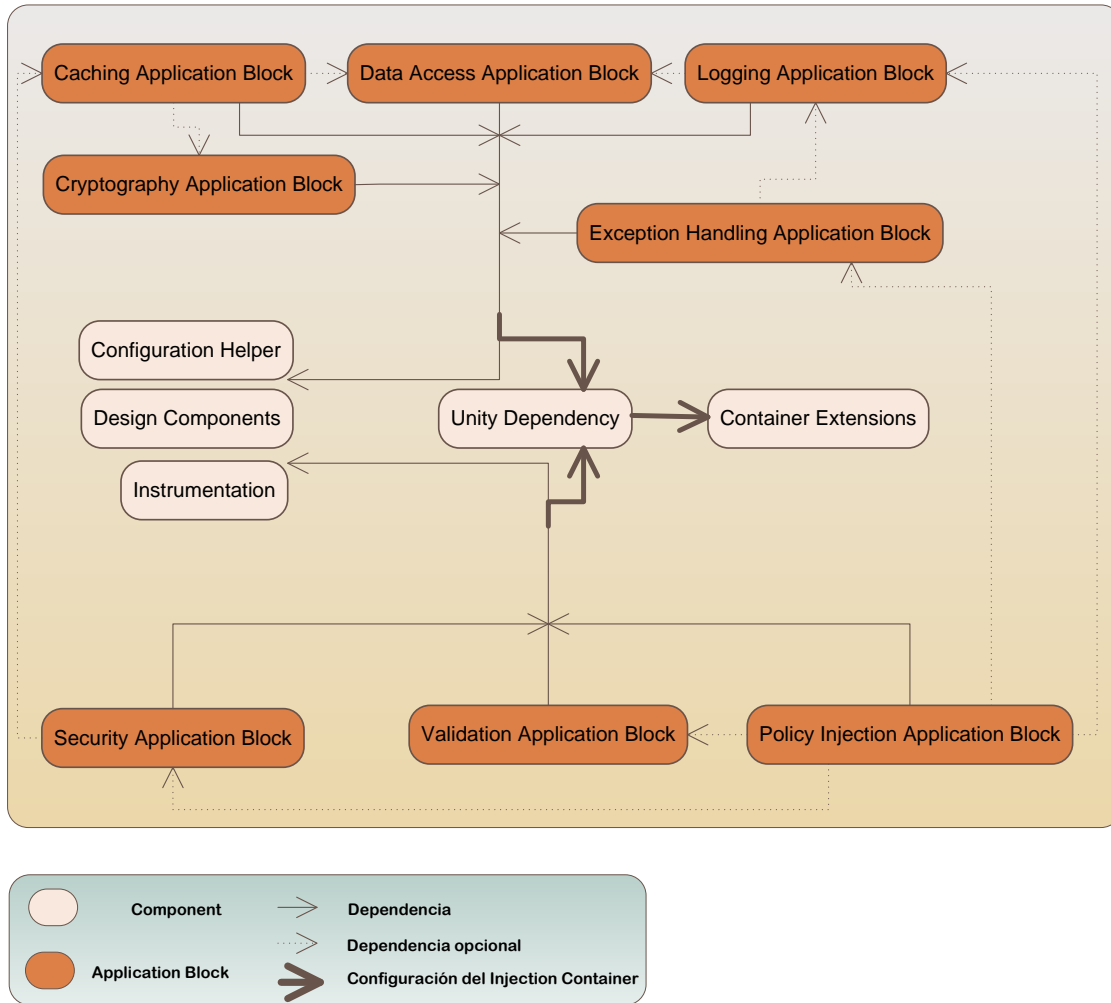 Caching Application Block
Data Access Application Block
Logging Application Block
Cryptography Application Block
Exception Handling Application Block
Configuration Helper
Design Components
Unity Dependency
Container Extensions
Instrumentation
Security Application Block
Validation Application Block
Policy Injection Application Block
Component
Dependencia
Dependencia opcional
Application Block
Configuración del Injection Container